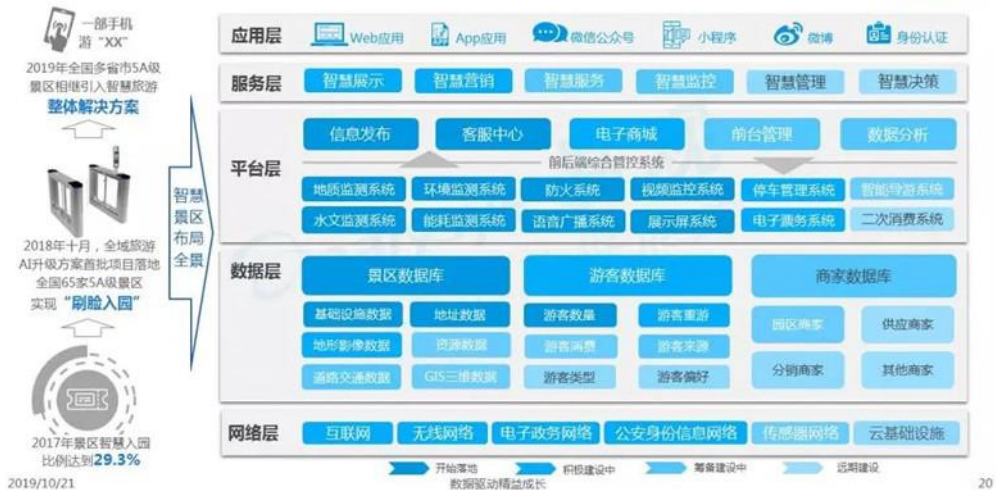 一部手机
游“XX”
2019年全国多省市5A级
景区相继引入智慧旅游
整体解决方案
2018年十月，全域旅游
AI升级方案首批项目落地
全国65家5A级景区
实现“刷脸入园”
2017年景区智慧入园
比例达到29.3%
智慧
景区
布局
全景
应用层 Web应用 App应用 微信公众号 小程序 微博 身份认证
服务层 智慧展示 智慧营销 智慧服务 智慧监控 智慧管理 智慧决策
平台层
信息发布 客服中心 电子商城 前台管理 数据分析
前后端综合管控系统
地质监测系统 环境监测系统 防火系统 视频监控系统 停车管理系统 智能导游系统
水文监测系统 能耗监测系统 语音广播系统 展示屏系统 电子票务系统 二次消费系统
数据层 景区数据库 游客数据库 商家数据库
基础设施数据 地址数据 游客数量 游客重游
地形影像数据 资源数据 游客消费 游客来源
道路交通数据 GIS三维数据 游客类型 游客偏好
园区商家 供应商家
分销商家 其他商家
网络层 互联网 无线网络 电子政务网络 公安身份信息网络 传感器网络 云基础设施
开始落地 积极建设中 筹备建设中 远期建设
2019/10/21 数据驱动精益成长 20